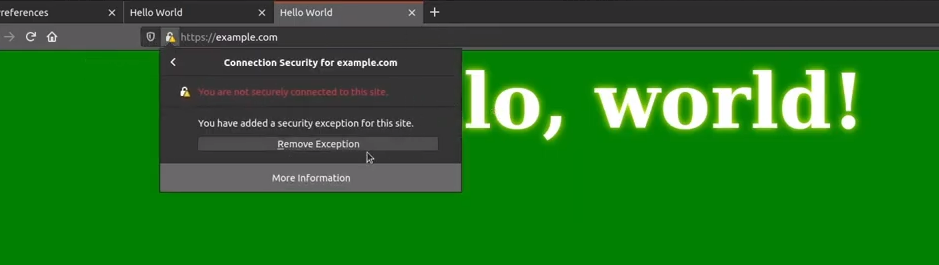 references
Hello World
Hello World
https://example.com
Connection Security for example.com
You are not securely connected to this site.
You have added a security exception for this site.
Remove Exception
More Information
lo, world!